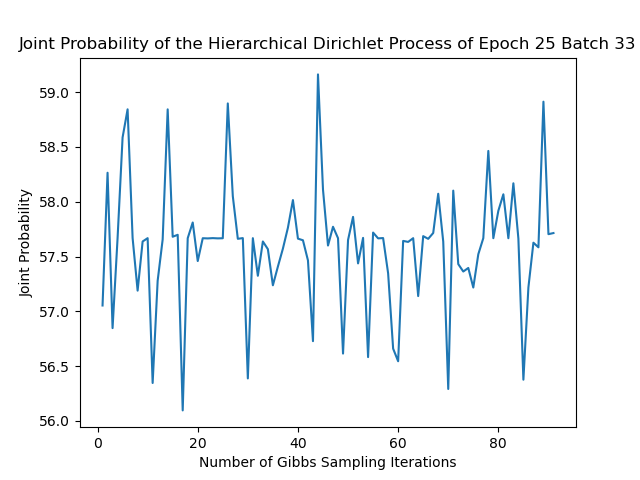 Joint Probability of the Hierarchical Dirichlet Process of Epoch 25 Batch 33
59.0
58.5
58.0
57.5
57.0
56.5
56.0
Joint Probability
0 20 40 60 80
Number of Gibbs Sampling Iterations